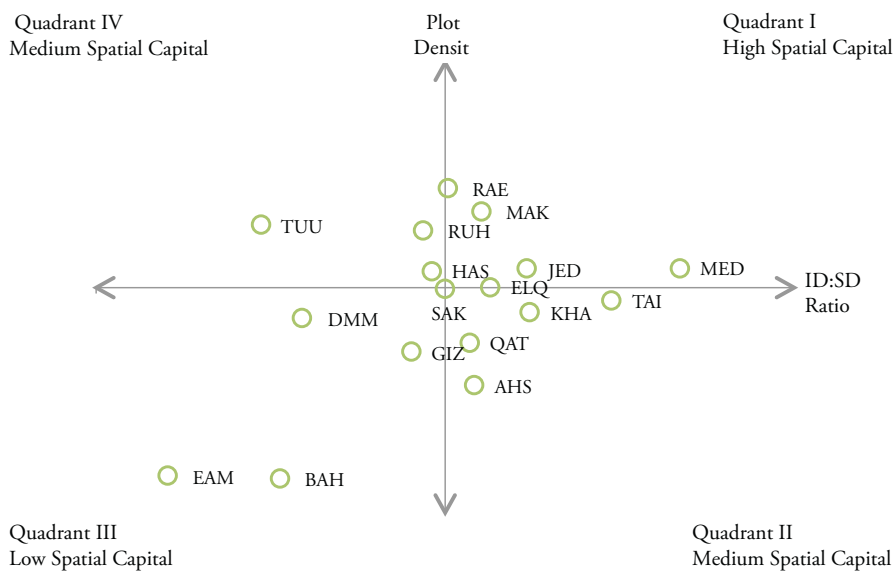 Quadrant IV
Medium Spatial Capital
Plot
Densit
Quadrant I
High Spatial Capital
RAE
MAK
TUU
RUH
HAS
JED
MED
ELQ
ID:SD
Ratio
TAI
SAK
KHA
DMM
GIZ
QAT
AHS
EAM
BAH
Quadrant III
Low Spatial Capital
Quadrant II
Medium Spatial Capital